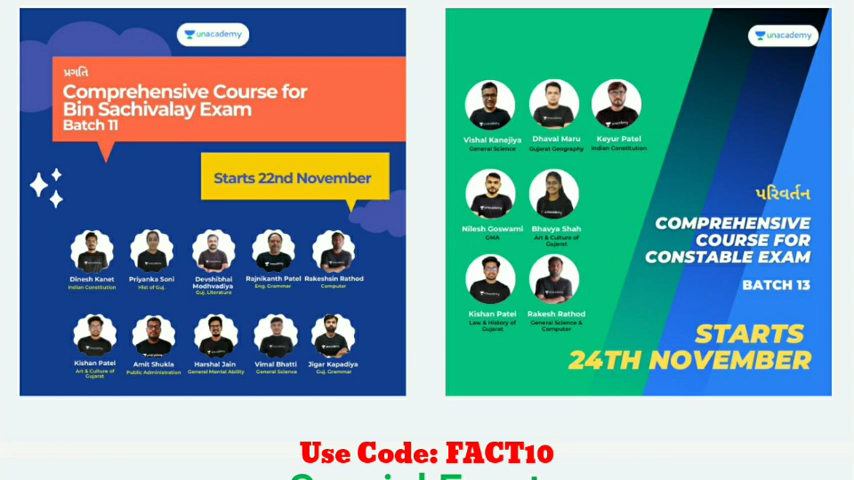 unacademy
પ્રગતિ
Comprehensive Course for
Bin Sachivalay Exam
Batch 11
Starts 22nd November
Dinesh Kanet
Indian Constitution
Priyanka Soni
Hist of Guj.
Devshibhai
Modhvadiya
Guj. Literature
Rajnikanth Patel
Eng. Grammar
Rakeshsin Rathod
Computer
Kishan Patel
Art & Culture of
Gujarat
Amit Shukla
Public Administration
Harshal Jain
General Mental Ability
Vimal Bhatti
General Science
Jigar Kapadiya
Guj. Grammar
unacademy
Vishal Kanejiya
General Science
Dhaval Maru
Gujarat Geography
Keyur Patel
Indian Constitution
Nilesh Goswami
GMA
Bhavya Shah
Art & Culture of
Gujarat
Kishan Patel
Law & History of
Gujarat
Rakesh Rathod
General Science &
Computer
પરિવર્તન
COMPREHENSIVE
COURSE FOR
CONSTABLE EXAM
BATCH 13
STARTS
24TH NOVEMBER
Use Code: FACT10